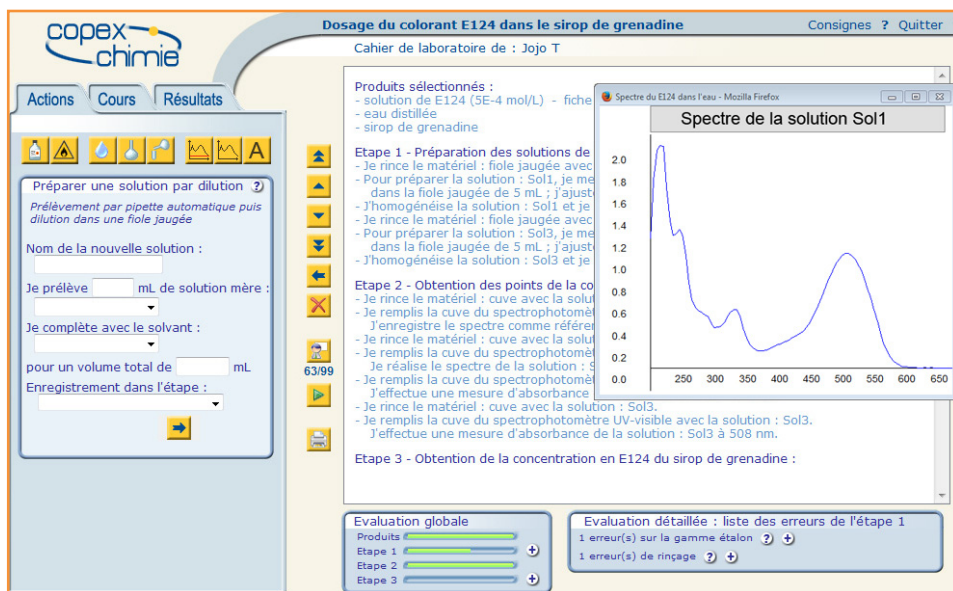 copex
chimie
Dosage du colorant E124 dans le sirop de grenadine
Consignes ? Quitter
Cahier de laboratoire de : Jojo T
Actions Cours Résultats
A
Préparer une solution par dilution ?
Prélèvement par pipette automatique puis
dilution dans une fiole jaugée
Nom de la nouvelle solution :
Je prélève mL de solution mère :
Je complète avec le solvant :
pour un volume total de mL
Enregistrement dans l'étape :
63/99
Produits sélectionnés :
- solution de E124 (5E-4 mol/L) - fiche
- eau distillée
- sirop de grenadine
Etape 1 - Préparation des solutions de
- Je rince le matériel : fiole jaugée avec
- Pour préparer la solution : Sol1, je me
dans la fiole jaugée de 5 mL ; j'ajust
- J'homogénéise la solution : Sol1 et je
- Je rince le matériel : fiole jaugée avec
- Pour préparer la solution : Sol3, je me
dans la fiole jaugée de 5 mL ; j'ajust
- J'homogénéise la solution : Sol3 et je
Etape 2 - Obtention des points de la co
- Je rince le matériel : cuve avec la solut
- Je remplis la cuve du spectrophotomèt
J'enregistre le spectre comme référen
- Je rince le matériel : cuve avec la solut
- Je remplis la cuve du spectrophotomèt
Je réalise le spectre de la solution : S
- Je remplis la cuve du spectrophotomèt
J'effectue une mesure d'absorbance
- Je rince le matériel : cuve avec la solution : Sol3.
- Je remplis la cuve du spectrophotomètre UV-visible avec la solution : Sol3.
J'effectue une mesure d'absorbance de la solution : Sol3 à 508 nm.
Etape 3 - Obtention de la concentration en E124 du sirop de grenadine :
Spectre du E124 dans l'eau - Mozilla Firefox
Spectre de la solution Sol1
2.0
1.8
1.6
1.4
1.2
1.0
0.8
0.6
0.4
0.2
0.0
250 300 350 400 450 500 550 600 650
Evaluation globale
Produits
Etape 1 +
Etape 2
Etape 3 +
Evaluation détaillée : liste des erreurs de l'étape 1
1 erreur(s) sur la gamme étalon ? +
1 erreur(s) de rinçage ? +